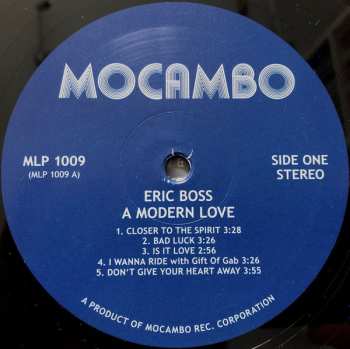 MOCAMBO
MLP 1009
(MLP 1009 A)
SIDE ONE
STEREO
ERIC BOSS
A MODERN LOVE
1. CLOSER TO THE SPIRIT 3:28
2. BAD LUCK 3:26
3. IS IT LOVE 2:56
4. I WANNA RIDE with Gift Of Gab 3:26
5. DON'T GIVE YOUR HEART AWAY 3:55
A PRODUCT OF MOCAMBO REC. CORPORATION